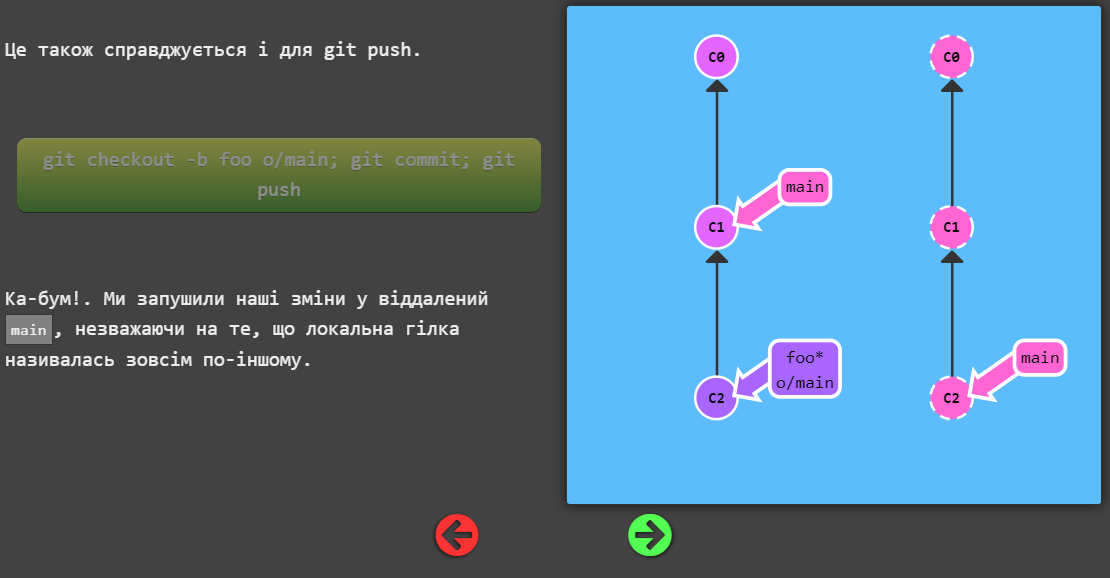 Це також справджується і для git push.
git checkout -b foo o/main; git commit; git
push
Ка-бум!. Ми запушили наші зміни у віддалений
main, незважаючи на те, що локальна гілка
називалась зовсім по-іншому.
C0
C0
main
C1
C1
foo*
o/main
main
C2
C2